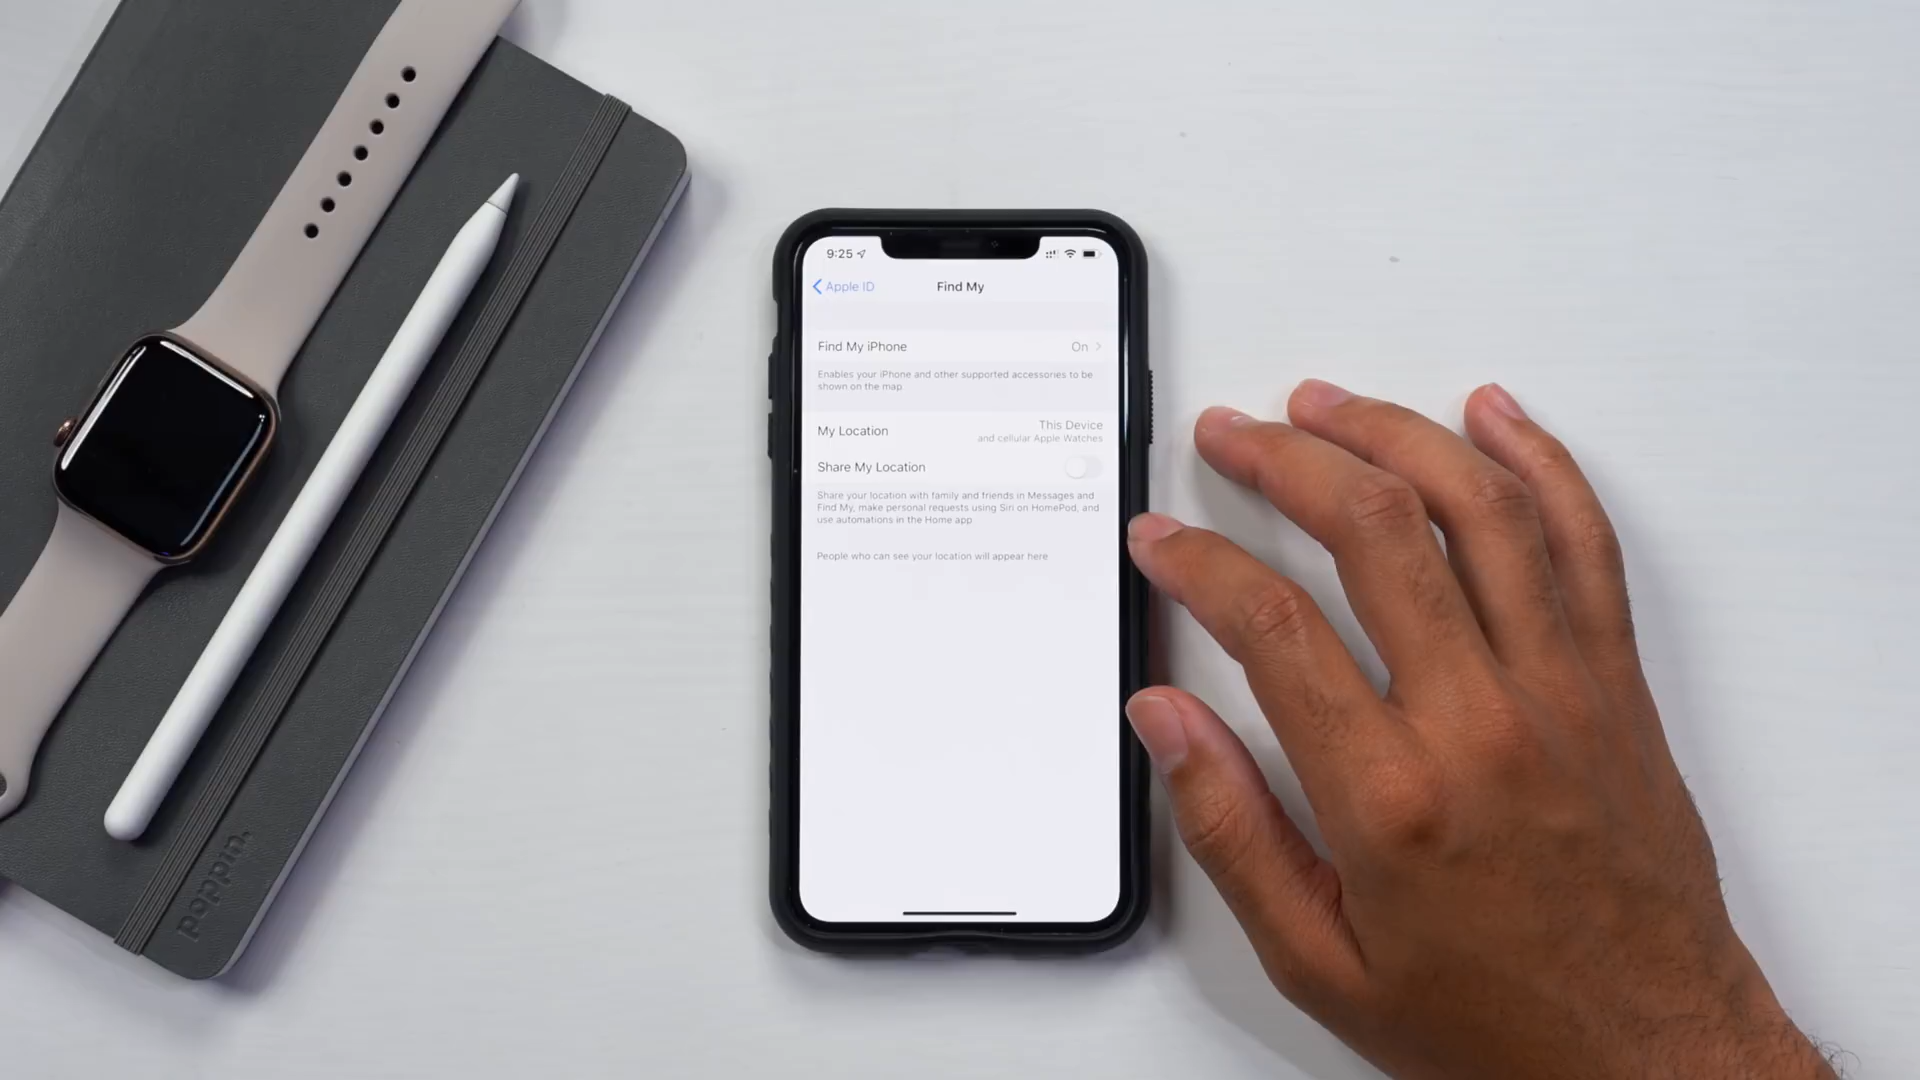 9:25
Apple ID
Find My
Find My iPhone
On
Enables your iPhone and other supported accessories to be
shown on the map
My Location
This Device
and cellular Apple Watches
Share My Location
Share your location with family and friends in Messages and
Find My, make personal requests using Siri on HomePod, and
use automations in the Home app
People who can see your location will appear here
poppin.